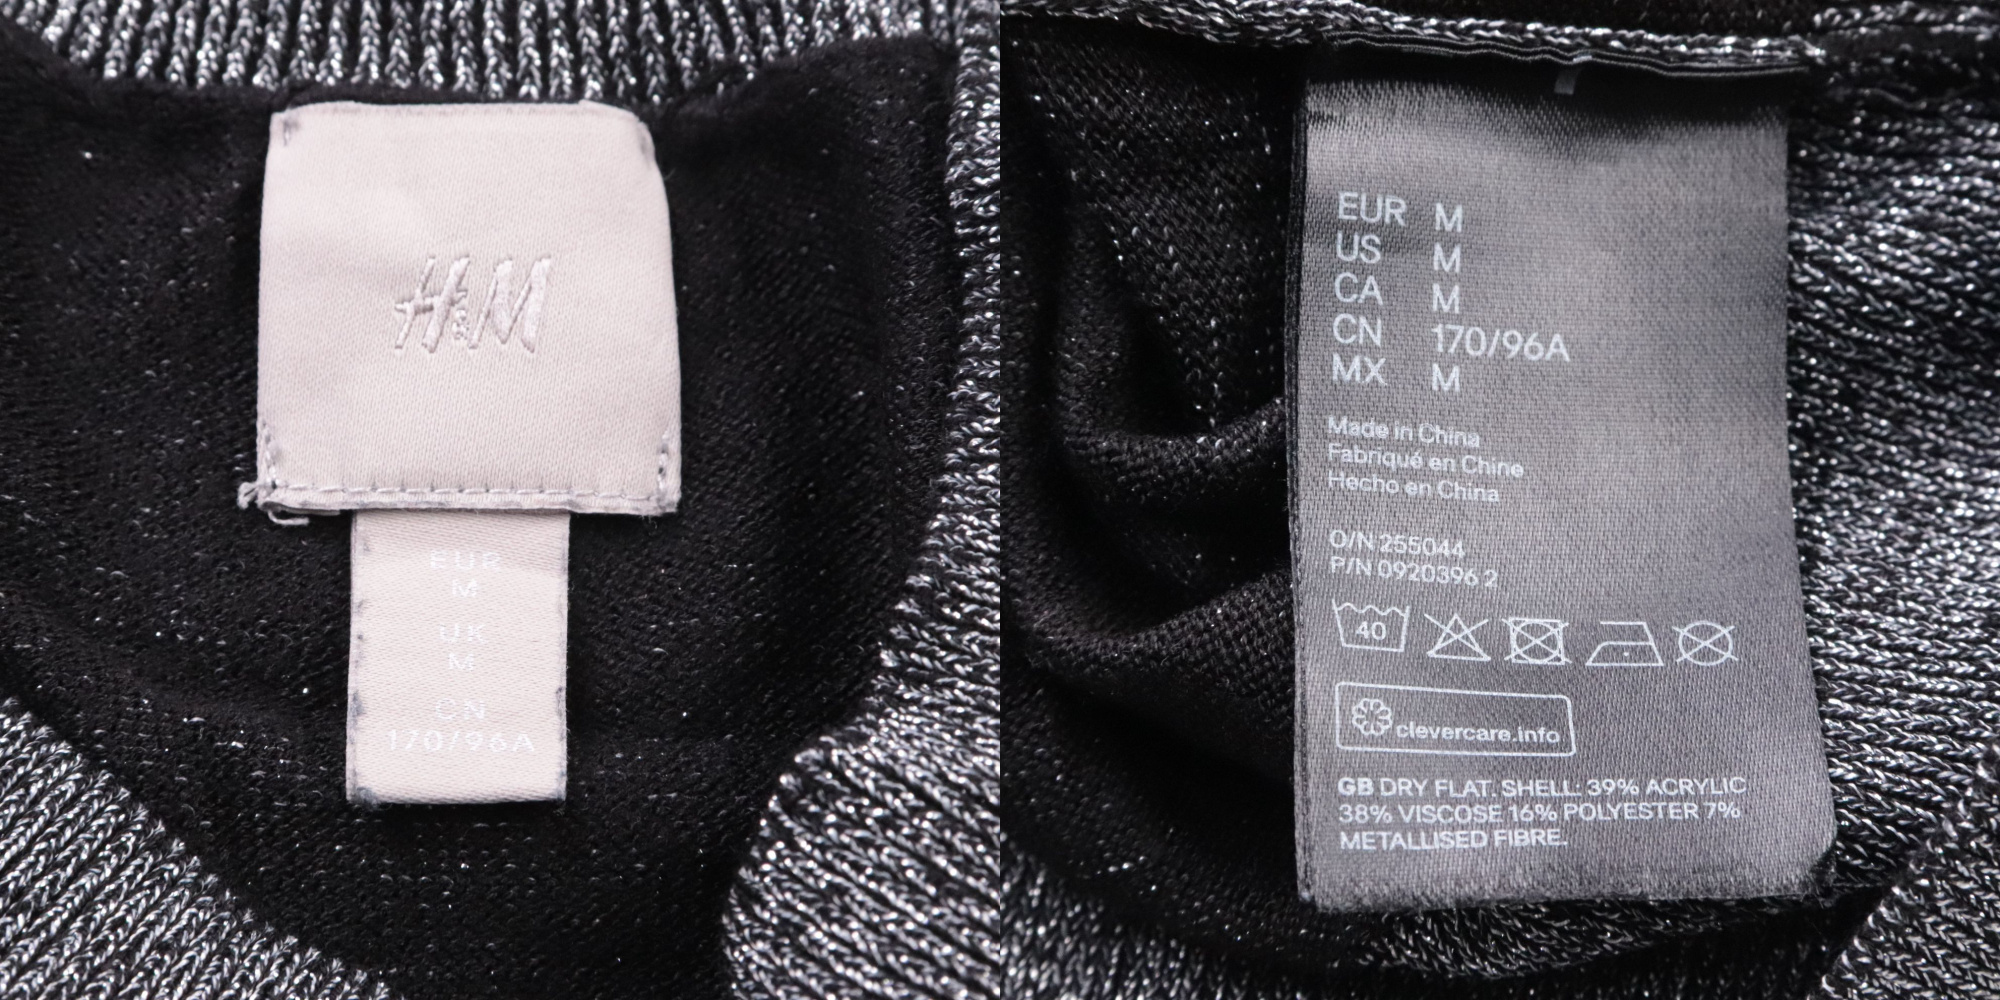 H&M
EUR
M
UK
M
CN
170/96A
EUR M
US M
CA M
CN 170/96A
MX M
Made in China
Fabriqué en Chine
Hecho en China
O/N 255044
P/N 0920396 2
40
clevercare.info
GB DRY FLAT. SHELL: 39% ACRYLIC
38% VISCOSE 16% POLYESTER 7%
METALLISED FIBRE.